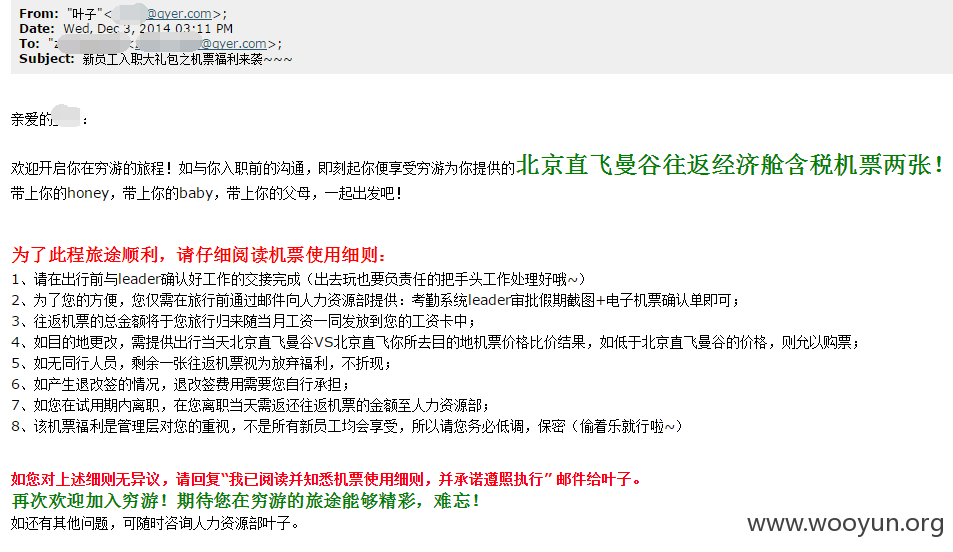 From: "叶子"< @qyer.com>;
Date: Wed, Dec 3, 2014 03:11 PM
To: "z < @qyer.com>;
Subject: 新员工入职大礼包之机票福利来袭~~~
亲爱的 :
欢迎开启你在穷游的旅程！如与你入职前的沟通，即刻起你便享受穷游为你提供的北京直飞曼谷往返经济舱含税机票两张！
带上你的honey，带上你的baby，带上你的父母，一起出发吧！
为了此程旅途顺利，请仔细阅读机票使用细则：
1、请在出行前与leader确认好工作的交接完成（出去玩也要负责任的把手头工作处理好哦~）
2、为了您的方便，您仅需在旅行前通过邮件向人力资源部提供：考勤系统leader审批假期截图+电子机票确认单即可；
3、往返机票的总金额将于您旅行归来随当月工资一同发放到您的工资卡中；
4、如目的地更改，需提供出行当天北京直飞曼谷VS北京直飞你所去目的地机票价格比价结果，如低于北京直飞曼谷的价格，则允以购票；
5、如无同行人员，剩余一张往返机票视为放弃福利，不折现；
6、如产生退改签的情况，退改签费用需要您自行承担；
7、如您在试用期内离职，在您离职当天需返还往返机票的金额至人力资源部；
8、该机票福利是管理层对您的重视，不是所有新员工均会享受，所以请您务必低调，保密（偷着乐就行啦~）
如您对上述细则无异议，请回复“我已阅读并知悉机票使用细则，并承诺遵照执行” 邮件给叶子。
再次欢迎加入穷游！期待您在穷游的旅途能够精彩，难忘！
如还有其他问题，可随时咨询人力资源部叶子。
www.wooyun.org